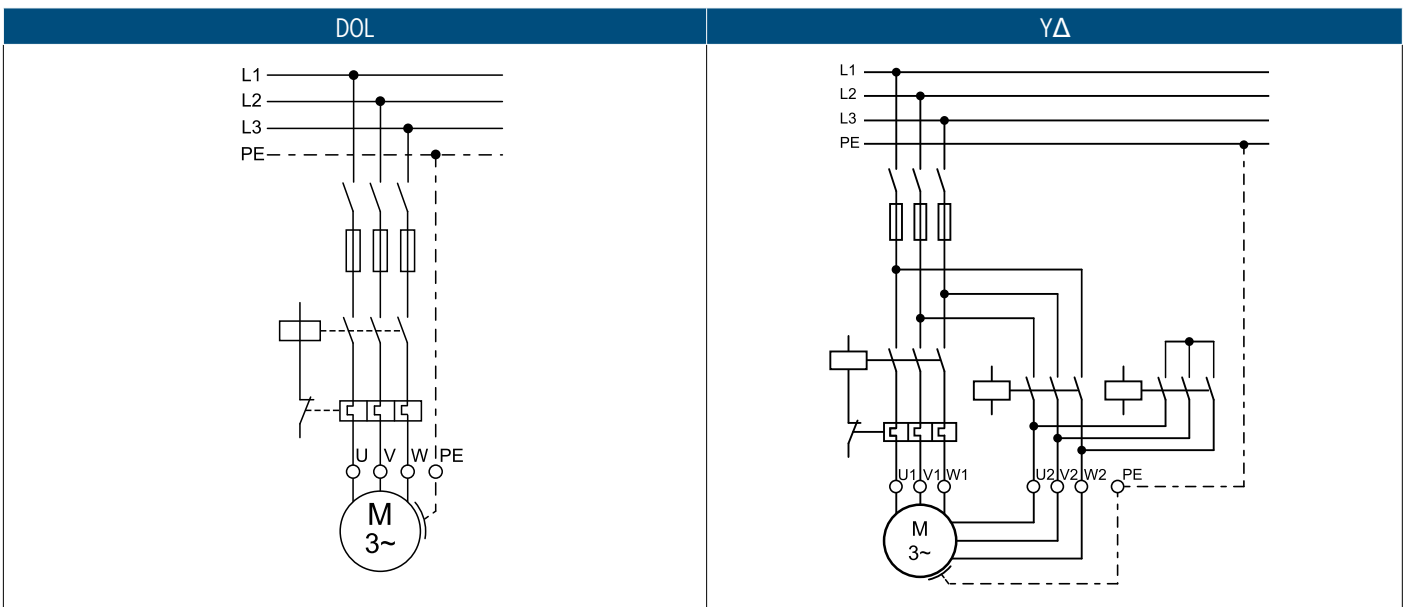 DOL
YΔ
L1
L2
L3
PE
U V W PE
M
3~
L1
L2
L3
PE
U1 V1 W1 U2 V2 W2 PE
M
3~